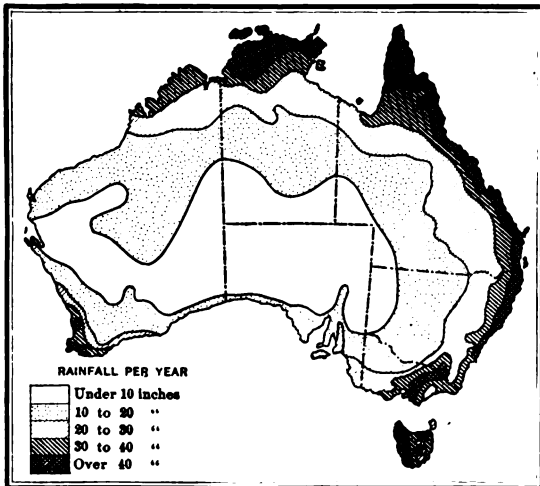 RAINFALL PER YEAR
Under 10 inches
10 to 20 “
20 to 30 “
30 to 40 “
Over 40 “